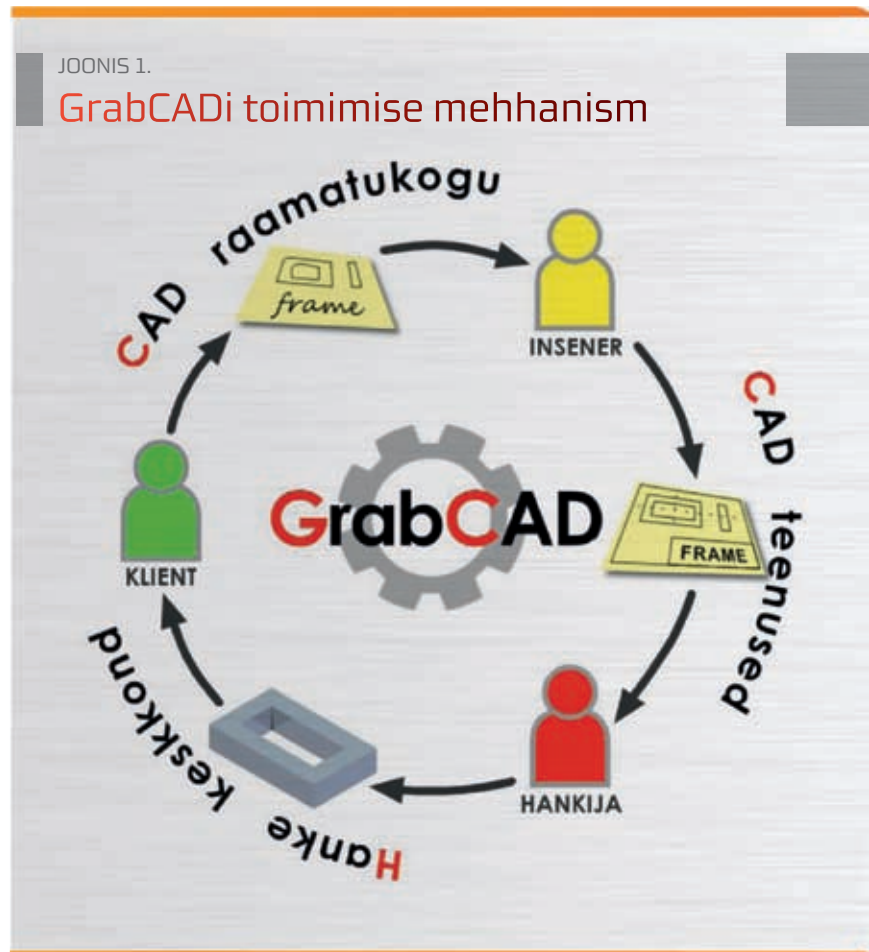 JOONIS 1.
GrabCADi toimimise mehhanism
CAD raamatukogu
frame
INSENER
CAD teenused
FRAME
GrabCAD
KLIENT
HANKIJA
Hanke keskkond